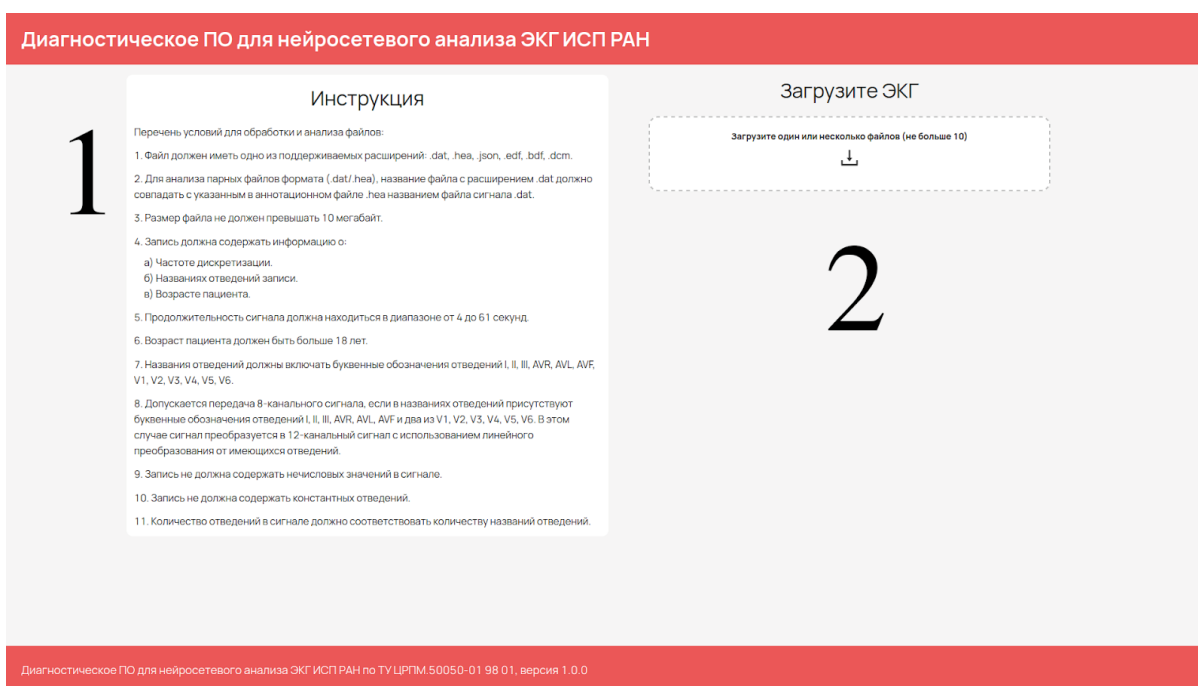 Диагностическое ПО для нейросетевого анализа ЭКГ ИСП РАН
1
Инструкция
Перечень условий для обработки и анализа файлов:
1. Файл должен иметь одно из поддерживаемых расширений: .dat, .hea, .json, .edf, .bdf, .dcm.
2. Для анализа парных файлов формата (.dat/.hea), название файла с расширением .dat должно
совпадать с указанным в аннотационном файле .hea названием файла сигнала .dat.
3. Размер файла не должен превышать 10 мегабайт.
4. Запись должна содержать информацию о:
а) Частоте дискретизации.
б) Названиях отведений записи.
в) Возрасте пациента.
5. Продолжительность сигнала должна находиться в диапазоне от 4 до 61 секунд.
6. Возраст пациента должен быть больше 18 лет.
7. Названия отведений должны включать буквенные обозначения отведений I, II, III, AVR, AVL, AVF,
V1, V2, V3, V4, V5, V6.
8. Допускается передача 8-канального сигнала, если в названиях отведений присутствуют
буквенные обозначения отведений I, II, III, AVR, AVL, AVF и два из V1, V2, V3, V4, V5, V6. В этом
случае сигнал преобразуется в 12-канальный сигнал с использованием линейного
преобразования от имеющихся отведений.
9. Запись не должна содержать нечисловых значений в сигнале.
10. Запись не должна содержать константных отведений.
11. Количество отведений в сигнале должно соответствовать количеству названий отведений.
Загрузите ЭКГ
Загрузите один или несколько файлов (не больше 10)
2
Диагностическое ПО для нейросетевого анализа ЭКГ ИСП РАН по ТУ ЦРПМ.50050-01 98 01, версия 1.0.0